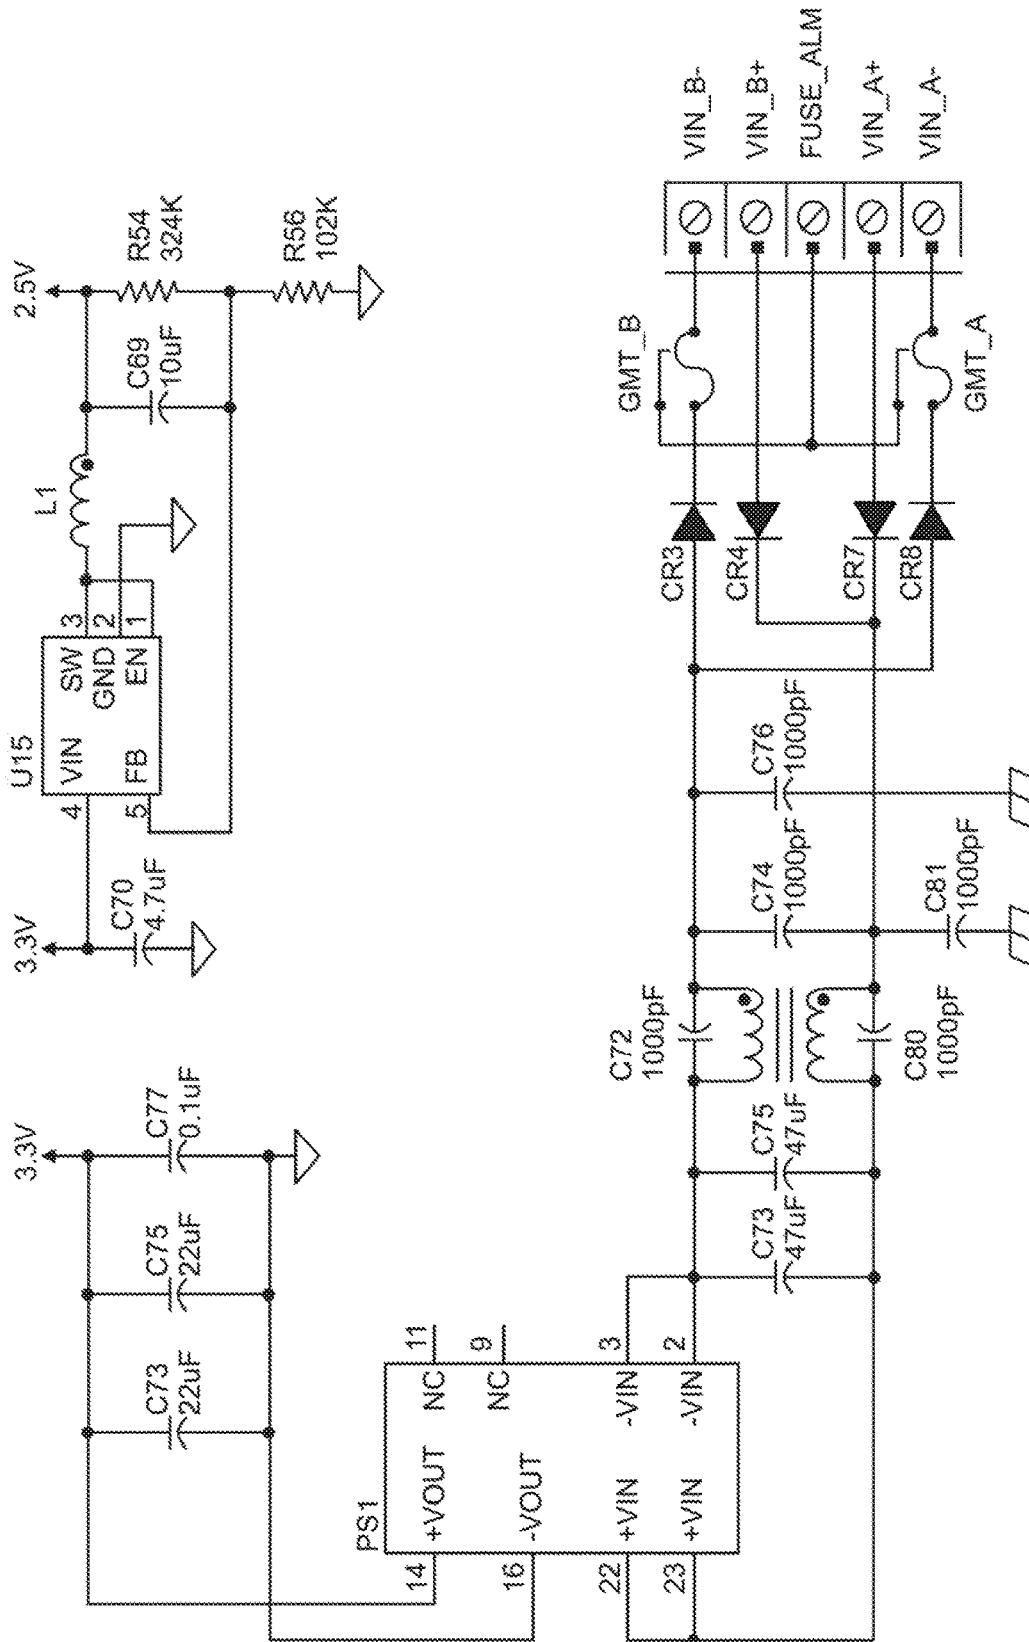 3.3V
C73
22uF
C75
22uF
C77
0.1uF
3.3V
C70
4.7uF
U15
4
VIN
5
FB
SW
3
GND
2
EN
1
L1
C69
10uF
2.5V
R54
324K
R56
102K
PS1
14
+VOUT
16
-VOUT
22
+VIN
23
+VIN
NC
11
NC
9
-VIN
3
-VIN
2
C73
47uF
C75
47uF
C72
1000pF
C80
1000pF
C74
1000pF
C76
1000pF
C81
1000pF
CR3
CR4
CR7
CR8
GMT_B
GMT_A
VIN_B-
VIN_B+
FUSE_ALM
VIN_A+
VIN_A-